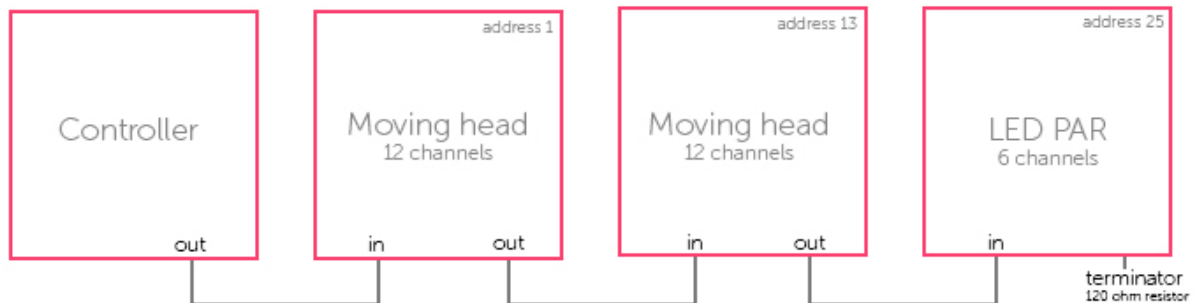 Controller
out
address 1
Moving head
12 channels
in
out
address 13
Moving head
12 channels
in
out
address 25
LED PAR
6 channels
in
terminator
120 ohm resistor